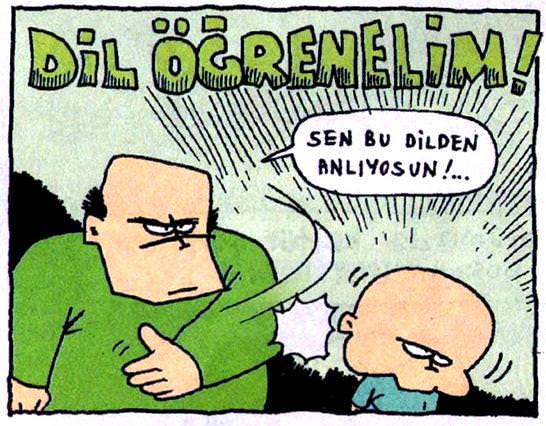 DİL ÖĞRENELİM!
SEN BU DİLDEN
ANLIYOSUN!...